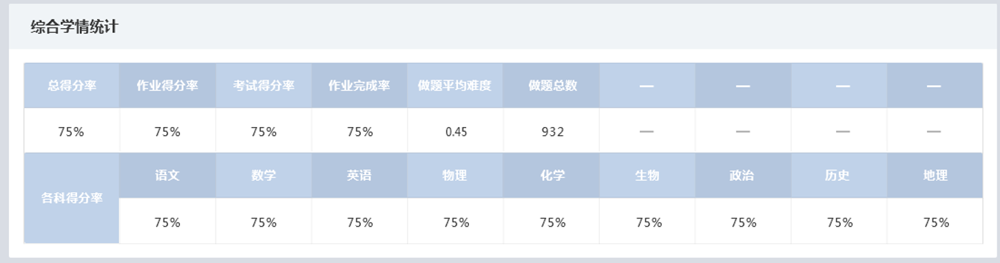 综合学情统计
总得分率 作业得分率 考试得分率 作业完成率 做题平均难度 做题总数 — — — —
75% 75% 75% 75% 0.45 932 — — — —
各科得分率 语文 数学 英语 物理 化学 生物 政治 历史 地理
75% 75% 75% 75% 75% 75% 75% 75% 75%